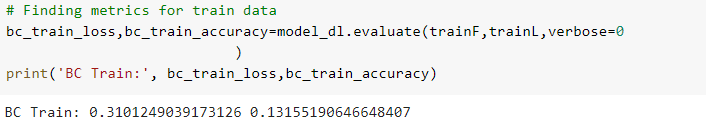 # Finding metrics for train data
bc_train_loss,bc_train_accuracy=model_dl.evaluate(trainF,trainL,verbose=0
)
print('BC Train:', bc_train_loss,bc_train_accuracy)
BC Train: 0.3101249039173126 0.13155190646648407